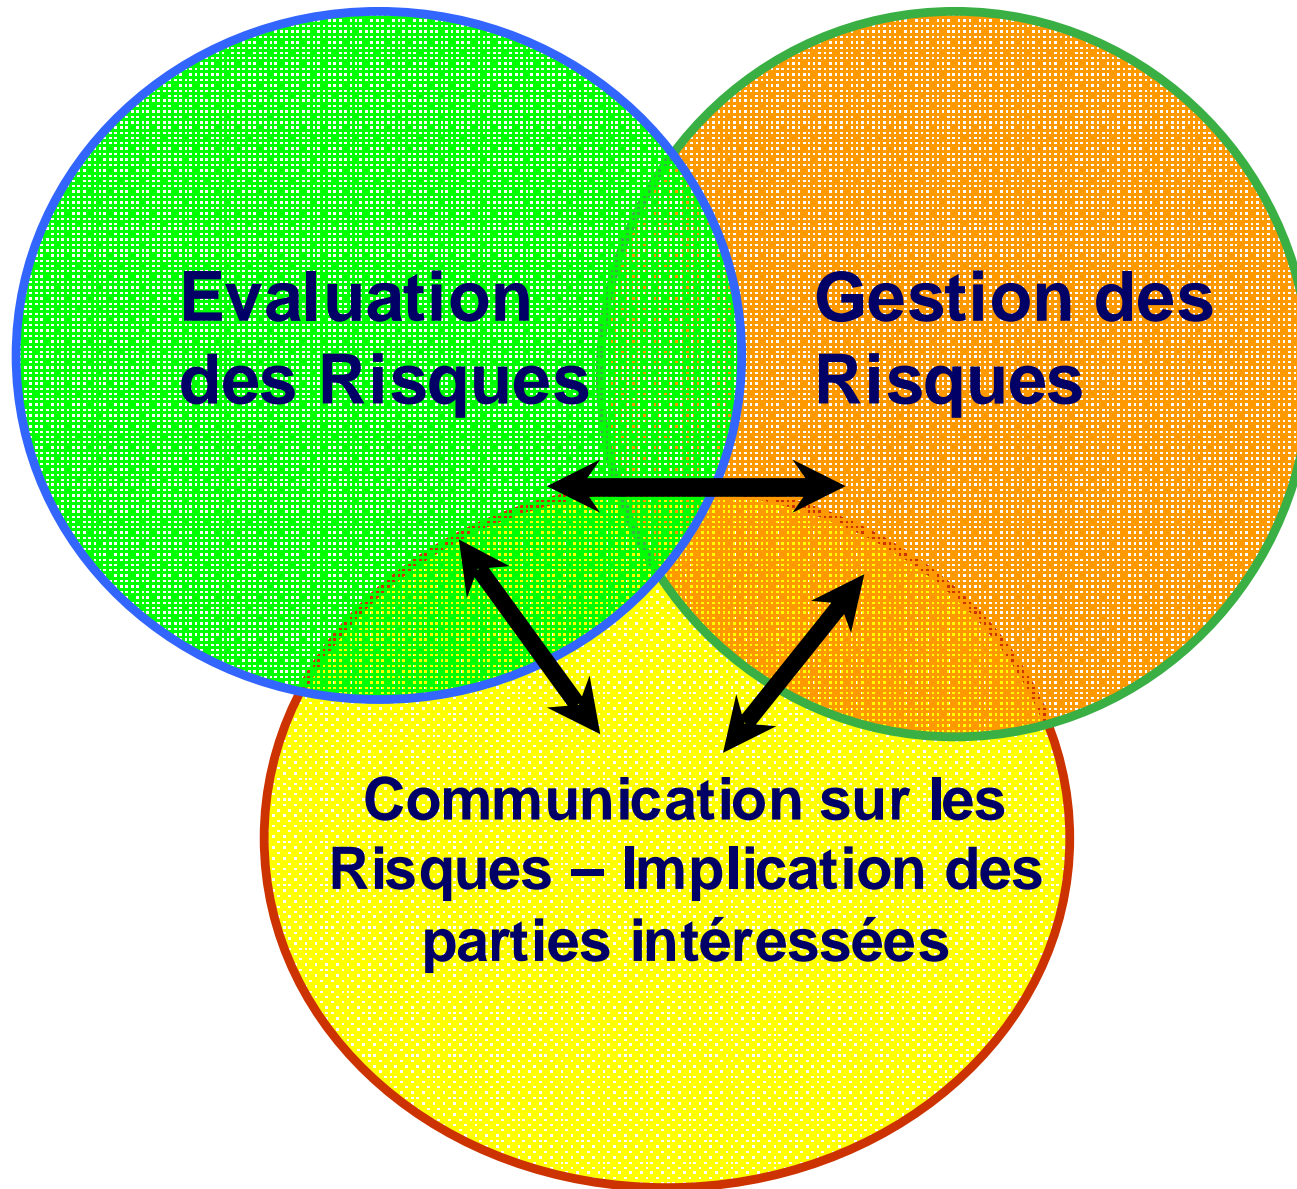 Evaluation
des Risques
Gestion des
Risques
Communication sur les
Risques – Implication des
parties intéressées